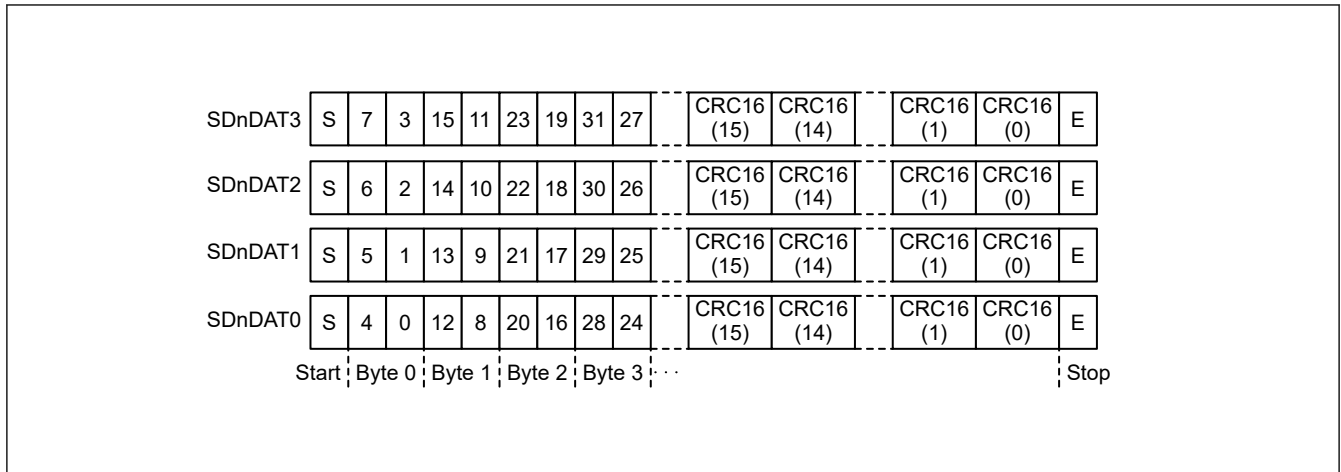 SDnDAT3 S 7 3 15 11 23 19 31 27 CRC16 (15) CRC16 (14) CRC16 (1) CRC16 (0) E
SDnDAT2 S 6 2 14 10 22 18 30 26 CRC16 (15) CRC16 (14) CRC16 (1) CRC16 (0) E
SDnDAT1 S 5 1 13 9 21 17 29 25 CRC16 (15) CRC16 (14) CRC16 (1) CRC16 (0) E
SDnDAT0 S 4 0 12 8 20 16 28 24 CRC16 (15) CRC16 (14) CRC16 (1) CRC16 (0) E
Start Byte 0 Byte 1 Byte 2 Byte 3 · · · Stop